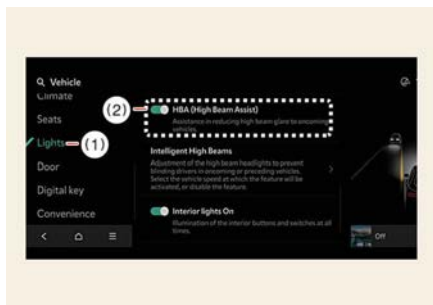 Vehicle
Climate
Seats
Lights
Door
Digital key
Convenience
(1)
(2)
HBA (High Beam Assist)
Assistance in reducing high beam glare to oncoming
vehicles.
Intelligent High Beams
Adjustment of the high beam headlights to prevent
blinding drivers in oncoming or preceding vehicles.
Select the vehicle speed at which the feature will be
activated, or disable the feature.
Interior lights On
Illumination of the interior buttons and switches at all
times.
Off